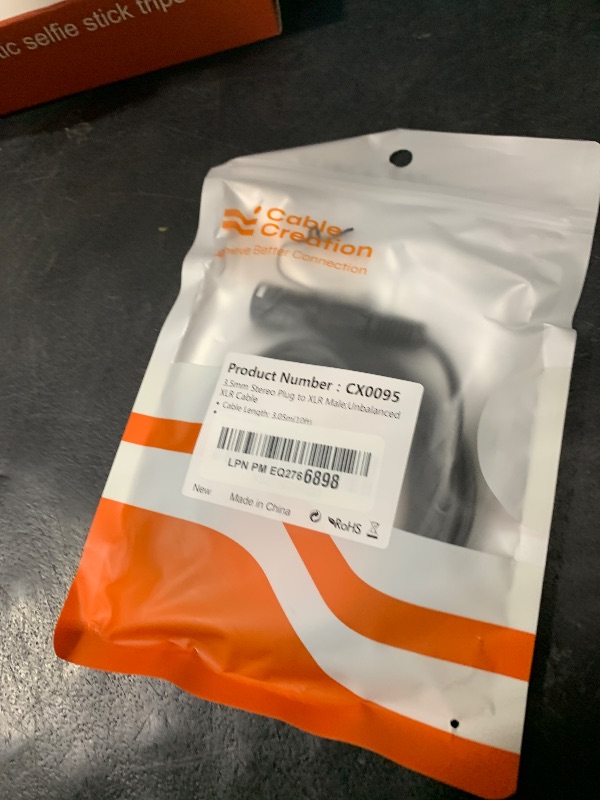 tic selfie stick
Cable
Creation
Better Connection
Product Number : CX0095
3.5mm Stereo Plug to XLR Male,Unbalanced
XLR Cable
• Cable Length: 3.05m(10ft)
•
LPN PM EQ2766898
New
Made in China
RoHS